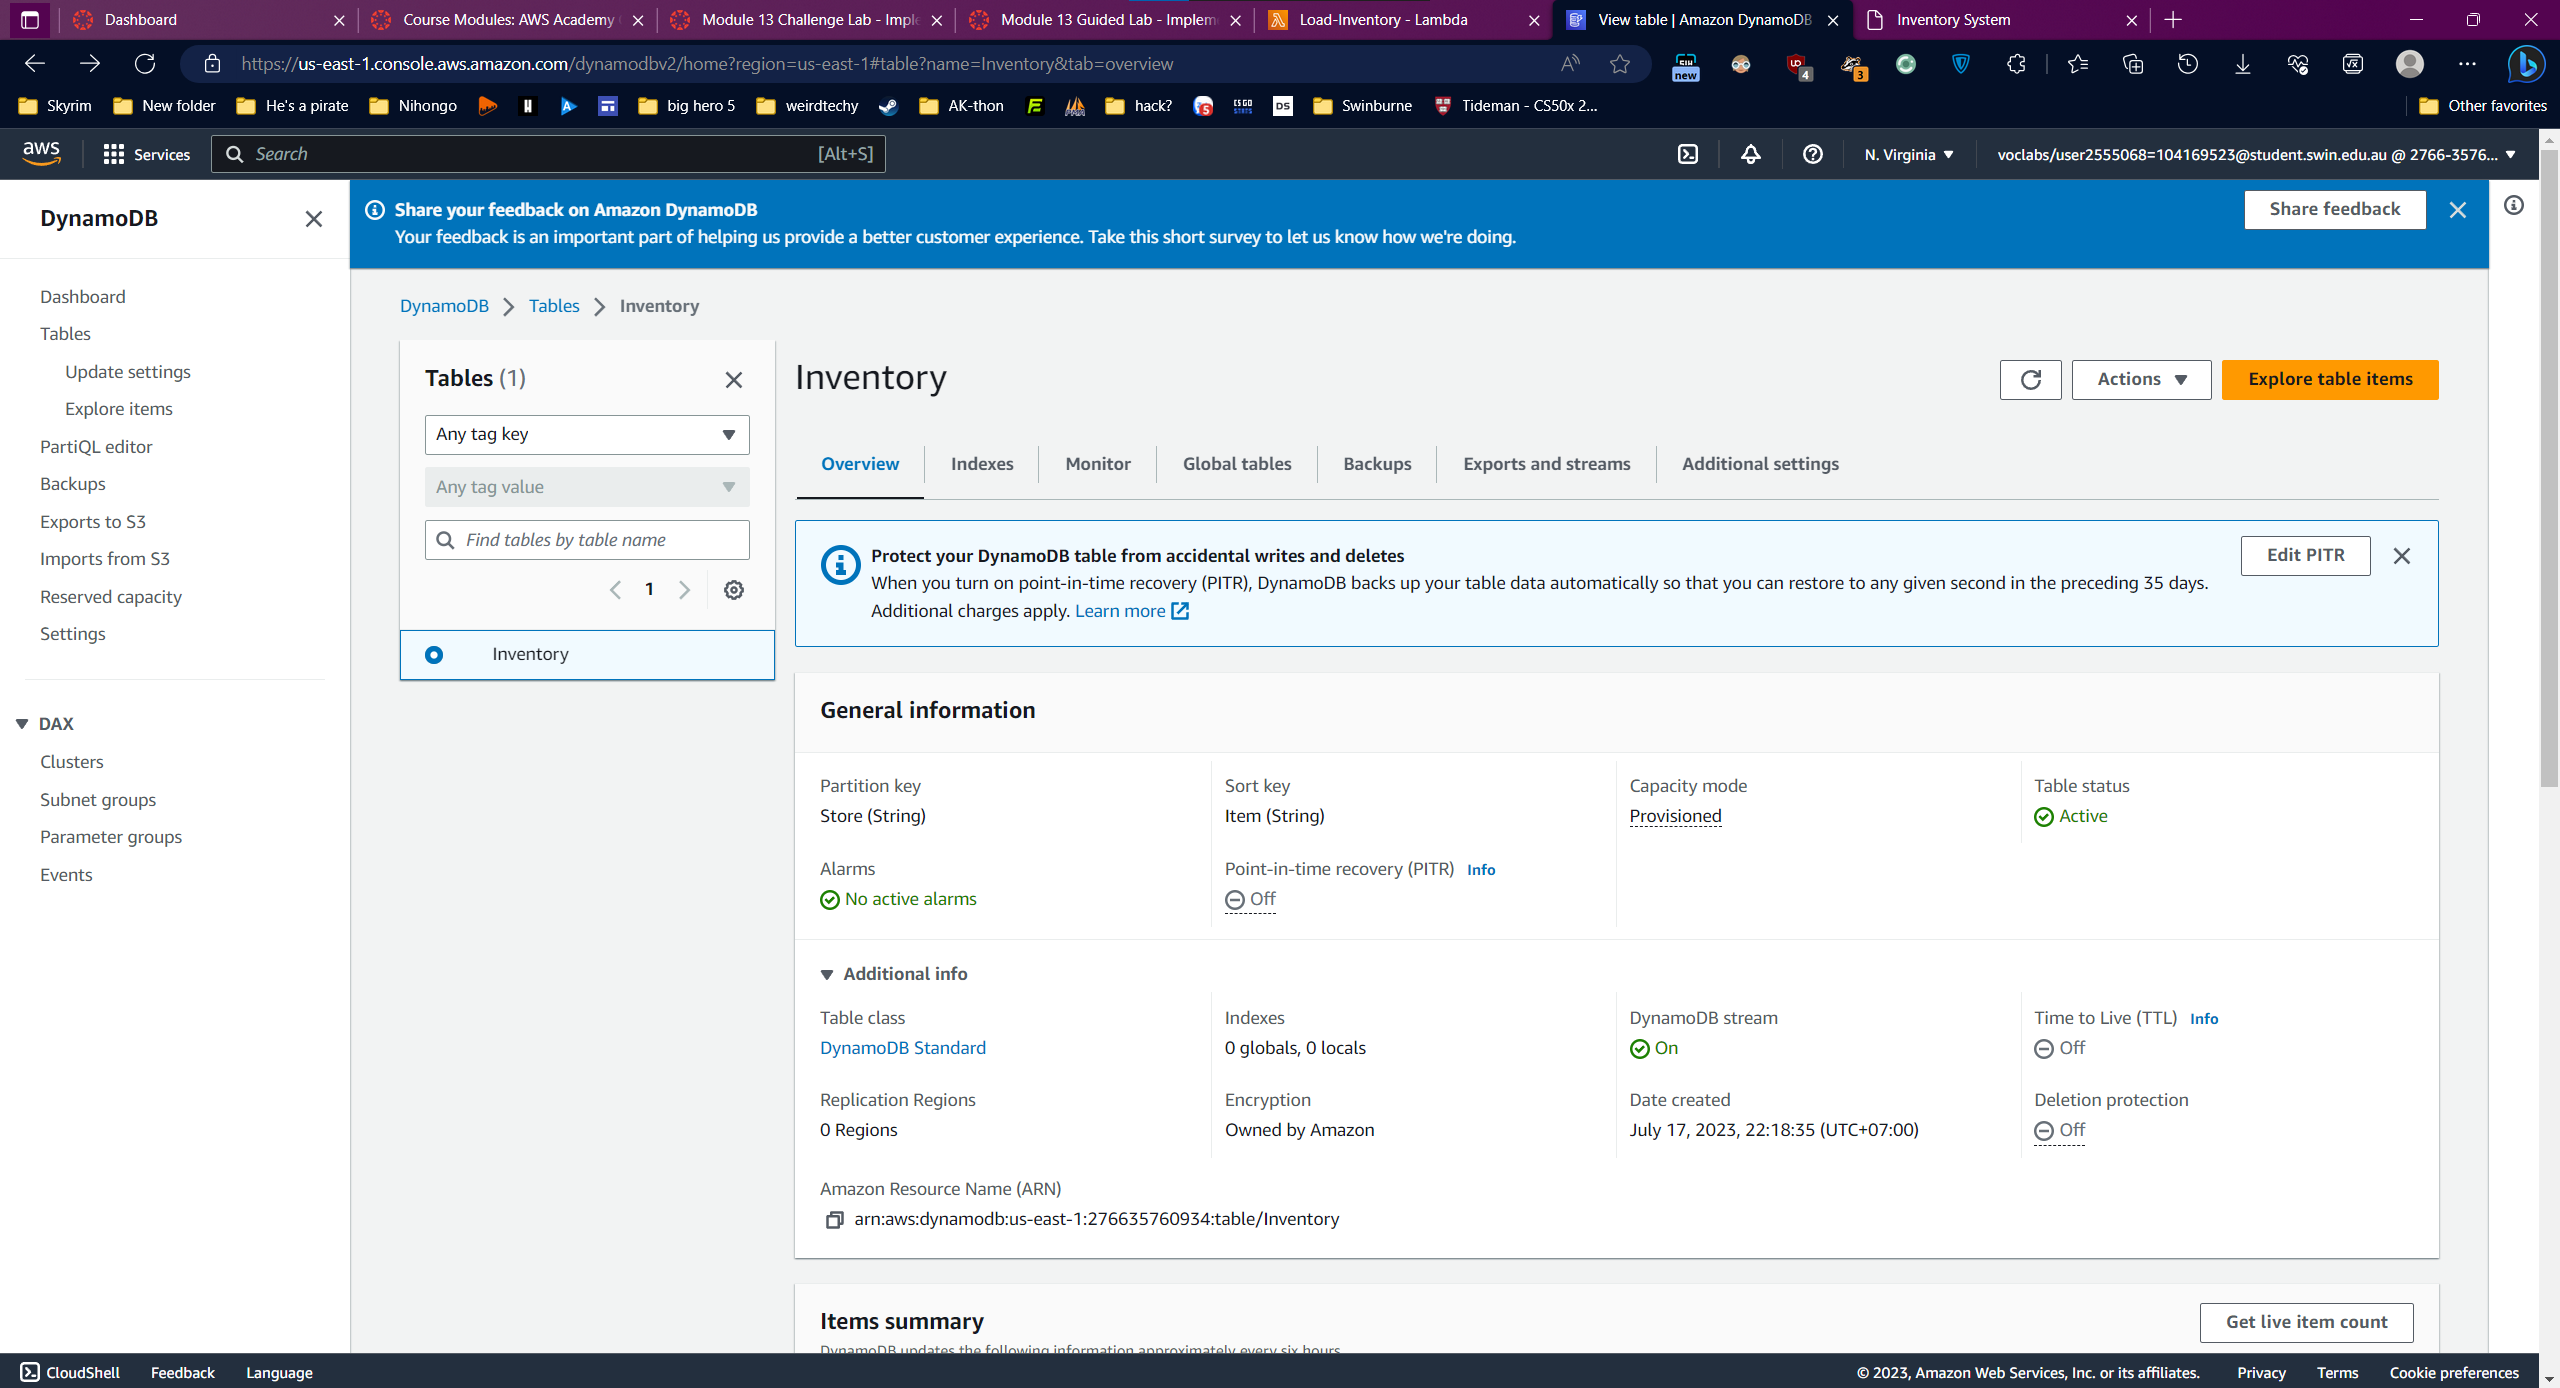 Dashboard
Course Modules: AWS Academy
Module 13 Challenge Lab - Imple
Module 13 Guided Lab - Implem
Load-Inventory - Lambda
View table | Amazon DynamoDB
Inventory System
https://us-east-1.console.aws.amazon.com/dynamodbv2/home?region=us-east-1#table?name=Inventory&tab=overview
new
4
3
Skyrim
New folder
He's a pirate
Nihongo
big hero 5
weirdtechy
AK-thon
hack?
DS
Swinburne
Tideman - CS50x 2...
Other favorites
aws
Services
Search
[Alt+S]
N. Virginia
voclabs/user2555068=104169523@student.swin.edu.au @ 2766-3576...
DynamoDB
Share your feedback on Amazon DynamoDB
Your feedback is an important part of helping us provide a better customer experience. Take this short survey to let us know how we're doing.
Share feedback
Dashboard
Tables
Update settings
Explore items
PartiQL editor
Backups
Exports to S3
Imports from S3
Reserved capacity
Settings
DAX
Clusters
Subnet groups
Parameter groups
Events
DynamoDB
Tables
Inventory
Tables (1)
Any tag key
Any tag value
Find tables by table name
1
Inventory
Inventory
Actions
Explore table items
Overview
Indexes
Monitor
Global tables
Backups
Exports and streams
Additional settings
Protect your DynamoDB table from accidental writes and deletes
When you turn on point-in-time recovery (PITR), DynamoDB backs up your table data automatically so that you can restore to any given second in the preceding 35 days.
Additional charges apply. Learn more
Edit PITR
General information
Partition key
Store (String)
Sort key
Item (String)
Capacity mode
Provisioned
Table status
Active
Alarms
No active alarms
Point-in-time recovery (PITR) Info
Off
Additional info
Table class
DynamoDB Standard
Indexes
0 globals, 0 locals
DynamoDB stream
On
Time to Live (TTL) Info
Off
Replication Regions
0 Regions
Encryption
Owned by Amazon
Date created
July 17, 2023, 22:18:35 (UTC+07:00)
Deletion protection
Off
Amazon Resource Name (ARN)
arn:aws:dynamodb:us-east-1:276635760934:table/Inventory
Items summary
DynamoDB updates the following information approximately every six hours.
Get live item count
CloudShell
Feedback
Language
© 2023, Amazon Web Services, Inc. or its affiliates.
Privacy
Terms
Cookie preferences